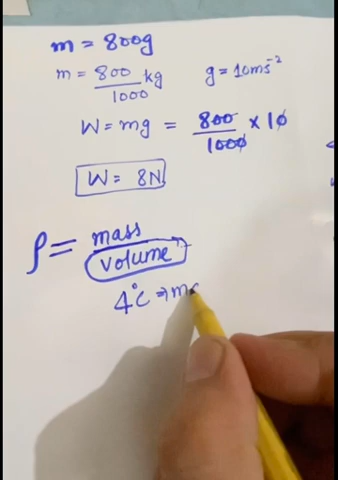 m = 800g
m = 800/1000 kg g = 10ms⁻²
W = mg = 800/1000 × 10
W = 8N
ρ = mass/volume
4°C ⇒